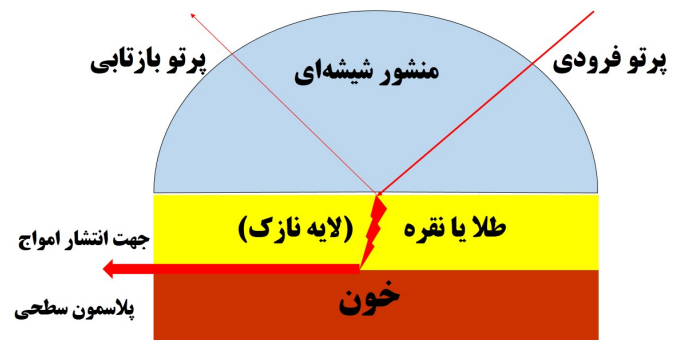 پرتو فرودی
منشور شیشه‌ای
پرتو بازتابی
طلا یا نقره (لایه نازک)
جهت انتشار امواج
پلاسمون سطحی
خون